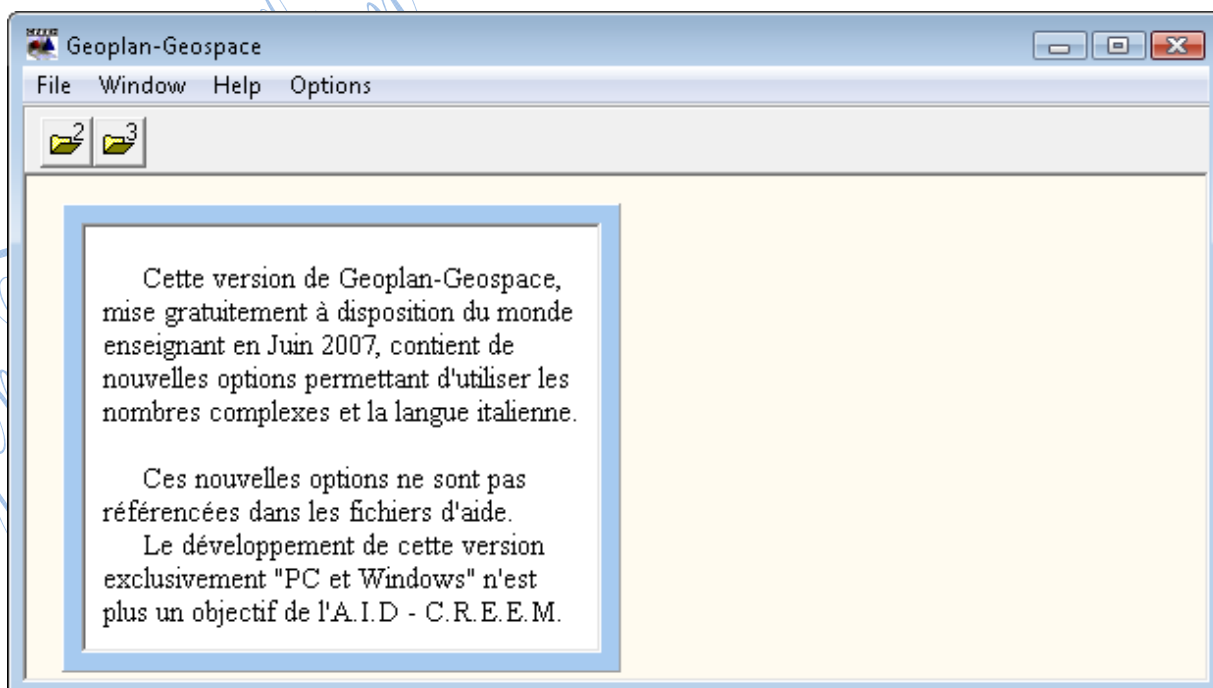 Geoplan-Geospace
File Window Help Options
2 3
Cette version de Geoplan-Geospace,
mise gratuitement à disposition du monde
enseignant en Juin 2007, contient de
nouvelles options permettant d'utiliser les
nombres complexes et la langue italienne.
Ces nouvelles options ne sont pas
référencées dans les fichiers d'aide.
Le développement de cette version
exclusivement "PC et Windows" n'est
plus un objectif de l'A.I.D - C.R.E.E.M.